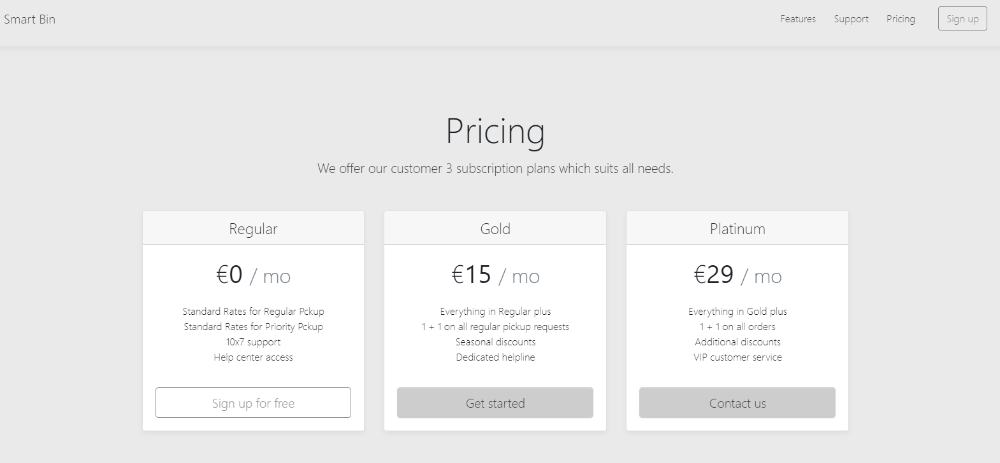 Smart Bin
Features
Support
Pricing
Sign up
Pricing
We offer our customer 3 subscription plans which suits all needs.
Regular
€0 / mo
Standard Rates for Regular Pckup
Standard Rates for Priority Pckup
10x7 support
Help center access
Sign up for free
Gold
€15 / mo
Everything in Regular plus
1 + 1 on all regular pickup requests
Seasonal discounts
Dedicated helpline
Get started
Platinum
€29 / mo
Everything in Gold plus
1 + 1 on all orders
Additional discounts
VIP customer service
Contact us